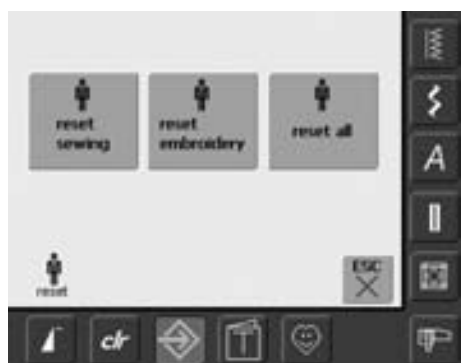 reset
sewing
reset
embroidery
reset all
reset
ESC
A
clr